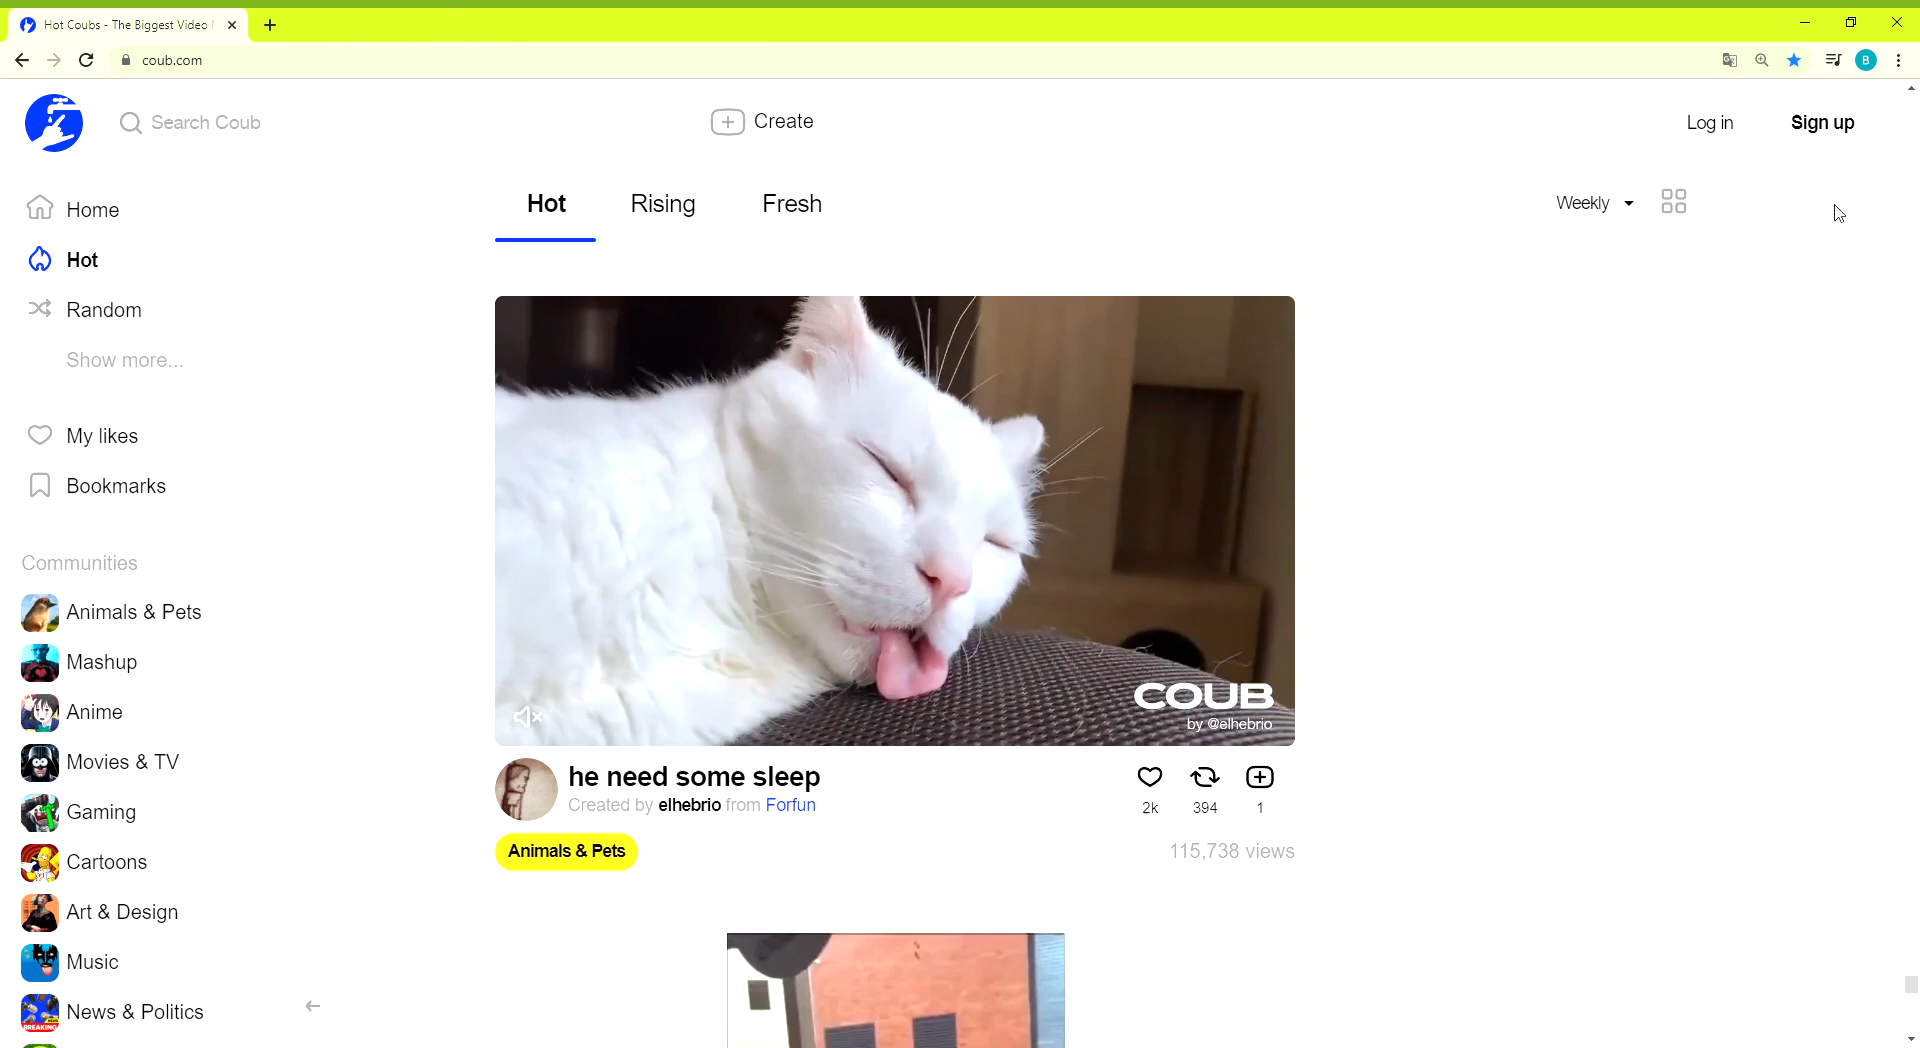 Hot Coubs - The Biggest Video
coub.com
B
Search Coub
Create
Log in
Sign up
Home
Hot
Random
Show more...
My likes
Bookmarks
Communities
Animals & Pets
Mashup
Anime
Movies & TV
Gaming
Cartoons
Art & Design
Music
News & Politics
BREAKING
Hot
Rising
Fresh
Weekly
COUB
by @elhebrio
he need some sleep
Created by elhebrio from Forfun
2k
394
1
Animals & Pets
115,738 views